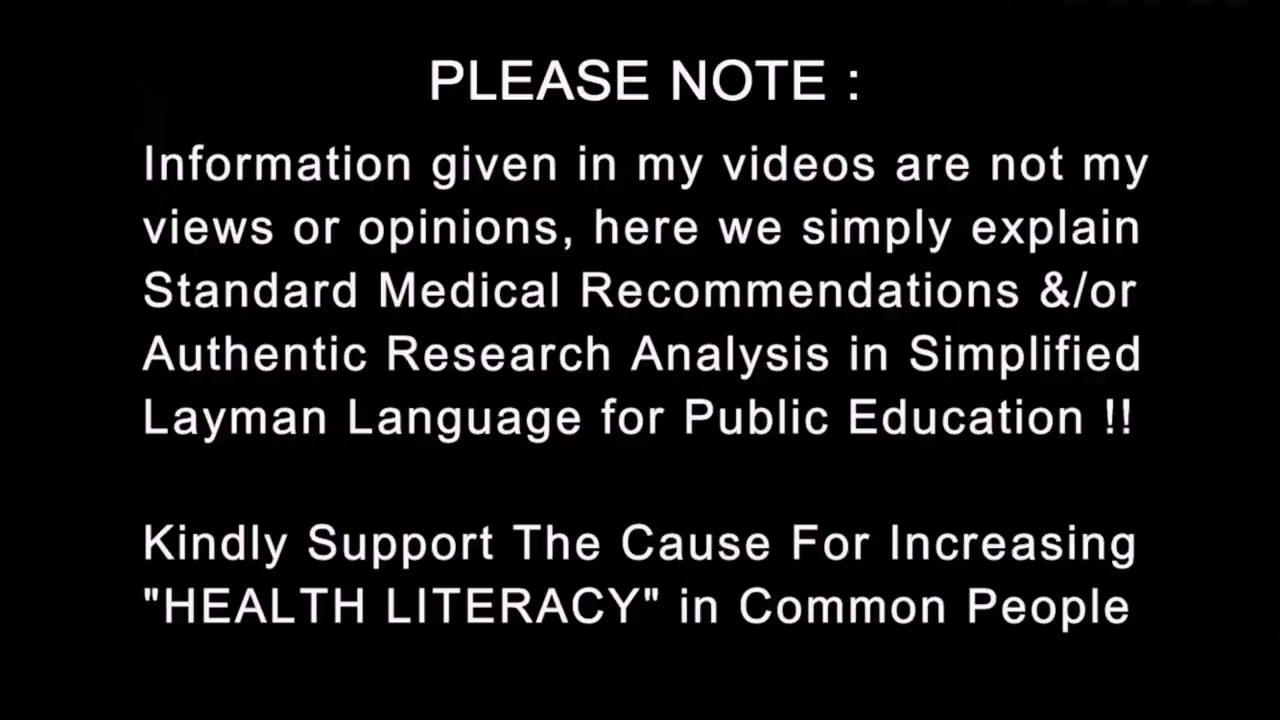 PLEASE NOTE :
Information given in my videos are not my
views or opinions, here we simply explain
Standard Medical Recommendations &/or
Authentic Research Analysis in Simplified
Layman Language for Public Education !!
Kindly Support The Cause For Increasing
"HEALTH LITERACY" in Common People